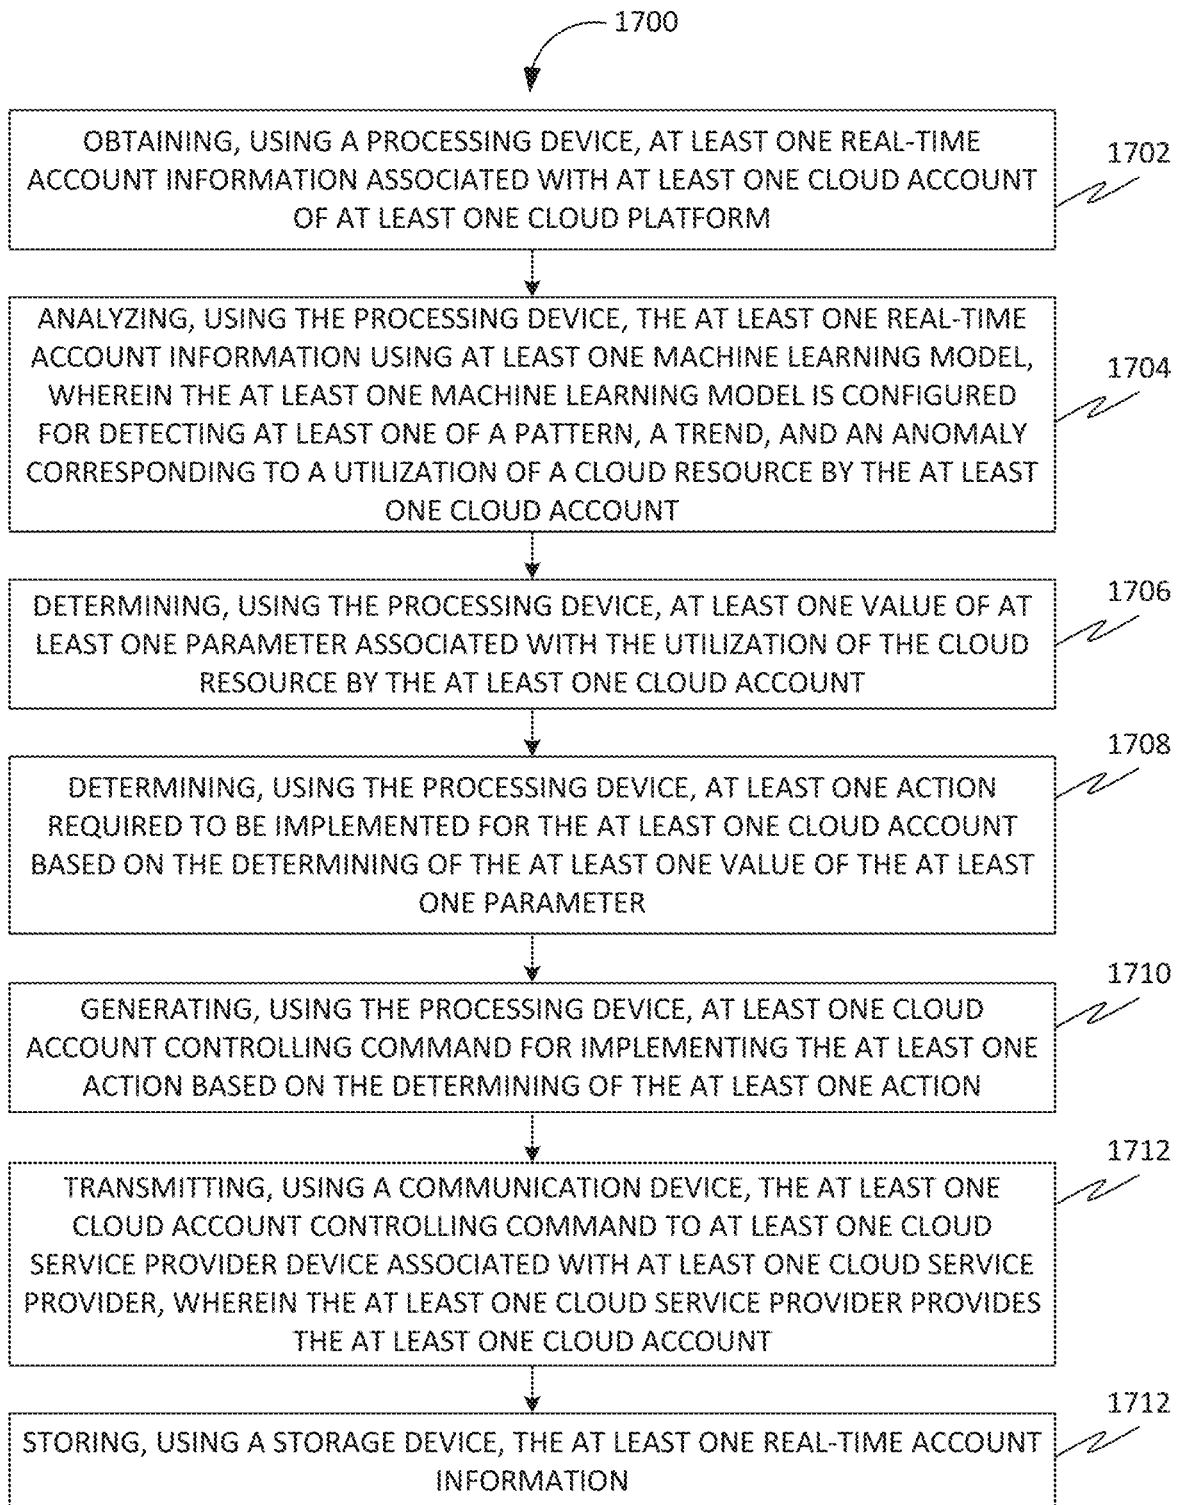 1700
OBTAINING, USING A PROCESSING DEVICE, AT LEAST ONE REAL-TIME
ACCOUNT INFORMATION ASSOCIATED WITH AT LEAST ONE CLOUD ACCOUNT
OF AT LEAST ONE CLOUD PLATFORM
1702
ANALYZING, USING THE PROCESSING DEVICE, THE AT LEAST ONE REAL-TIME
ACCOUNT INFORMATION USING AT LEAST ONE MACHINE LEARNING MODEL,
WHEREIN THE AT LEAST ONE MACHINE LEARNING MODEL IS CONFIGURED
FOR DETECTING AT LEAST ONE OF A PATTERN, A TREND, AND AN ANOMALY
CORRESPONDING TO A UTILIZATION OF A CLOUD RESOURCE BY THE AT LEAST
ONE CLOUD ACCOUNT
1704
DETERMINING, USING THE PROCESSING DEVICE, AT LEAST ONE VALUE OF AT
LEAST ONE PARAMETER ASSOCIATED WITH THE UTILIZATION OF THE CLOUD
RESOURCE BY THE AT LEAST ONE CLOUD ACCOUNT
1706
DETERMINING, USING THE PROCESSING DEVICE, AT LEAST ONE ACTION
REQUIRED TO BE IMPLEMENTED FOR THE AT LEAST ONE CLOUD ACCOUNT
BASED ON THE DETERMINING OF THE AT LEAST ONE VALUE OF THE AT LEAST
ONE PARAMETER
1708
GENERATING, USING THE PROCESSING DEVICE, AT LEAST ONE CLOUD
ACCOUNT CONTROLLING COMMAND FOR IMPLEMENTING THE AT LEAST ONE
ACTION BASED ON THE DETERMINING OF THE AT LEAST ONE ACTION
1710
TRANSMITTING, USING A COMMUNICATION DEVICE, THE AT LEAST ONE
CLOUD ACCOUNT CONTROLLING COMMAND TO AT LEAST ONE CLOUD
SERVICE PROVIDER DEVICE ASSOCIATED WITH AT LEAST ONE CLOUD SERVICE
PROVIDER, WHEREIN THE AT LEAST ONE CLOUD SERVICE PROVIDER PROVIDES
THE AT LEAST ONE CLOUD ACCOUNT
1712
STORING, USING A STORAGE DEVICE, THE AT LEAST ONE REAL-TIME ACCOUNT
INFORMATION
1712